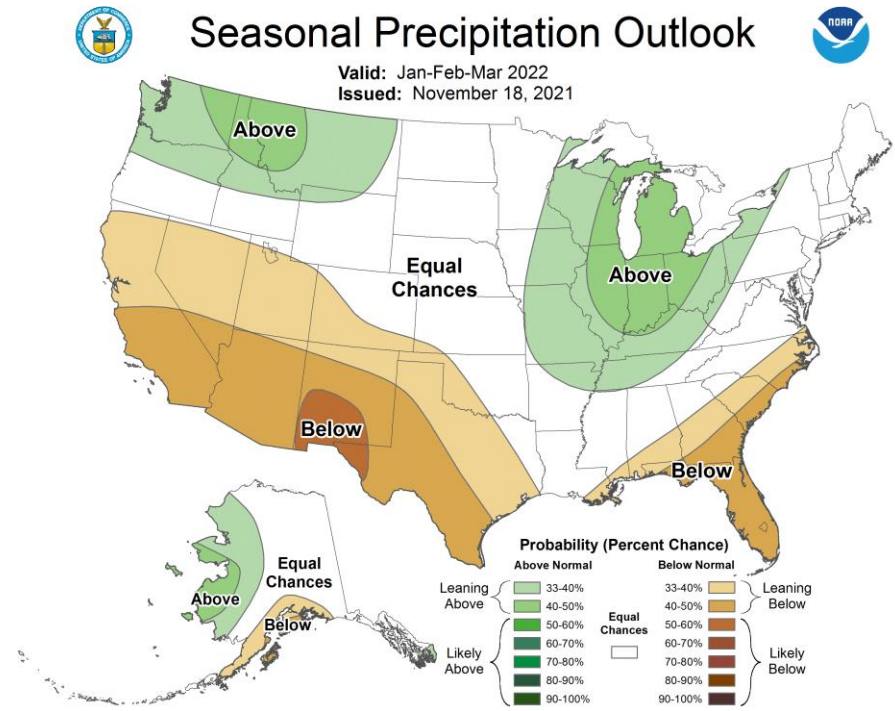 Seasonal Precipitation Outlook
NOAA
Valid: Jan-Feb-Mar 2022
Issued: November 18, 2021
Above
Equal
Chances
Above
Below
Below
Equal
Chances
Above
Below
Probability (Percent Chance)
Above Normal
Below Normal
Leaning
Above
33-40%
40-50%
Likely
Above
50-60%
60-70%
70-80%
80-90%
90-100%
Equal
Chances
33-40%
40-50%
Leaning
Below
50-60%
60-70%
70-80%
80-90%
90-100%
Likely
Below